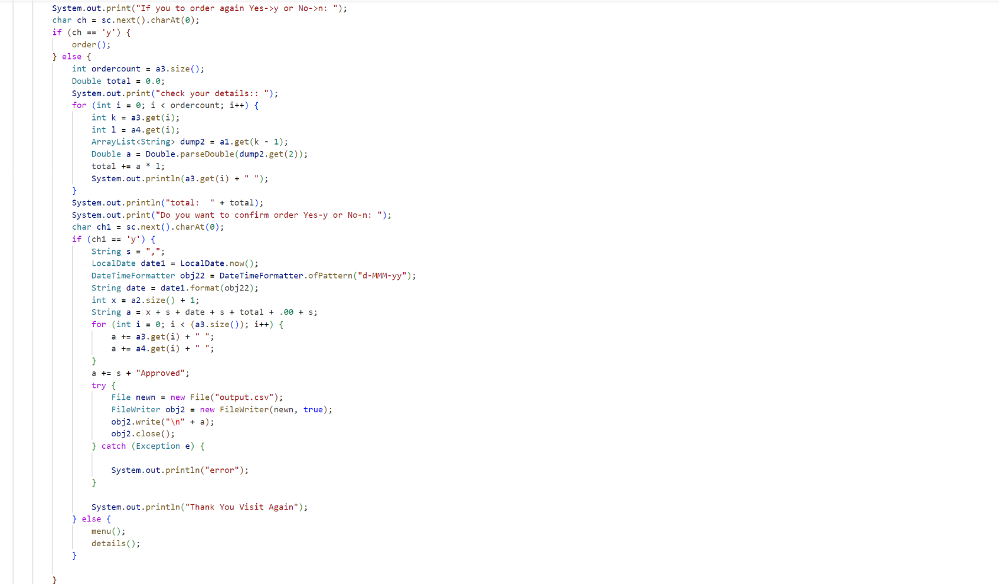 System.out.print("If you to order again Yes->y or No->n: ");
char ch = sc.next().charAt(0);
if (ch == 'y') {
order();
} else {
int ordercount = a3.size();
Double total = 0.0;
System.out.print("check your details:: ");
for (int i = 0; i < ordercount; i++) {
int k = a3.get(i);
int l = a4.get(i);
ArrayList<String> dump2 = a1.get(k - 1);
Double a = Double.parseDouble(dump2.get(2));
total += a * l;
System.out.println(a3.get(i) + " ");
}
System.out.println("total:  " + total);
System.out.print("Do you want to confirm order Yes-y or No-n: ");
char ch1 = sc.next().charAt(0);
if (ch1 == 'y') {
String s = ",";
LocalDate date1 = LocalDate.now();
DateTimeFormatter obj22 = DateTimeFormatter.ofPattern("d-MMM-yy");
String date = date1.format(obj22);
int x = a2.size() + 1;
String a = x + s + date + s + total + .00 + s;
for (int i = 0; i < (a3.size()); i++) {
a += a3.get(i) + " ";
a += a4.get(i) + " ";
}
a += s + "Approved";
try {
File newn = new File("output.csv");
FileWriter obj2 = new FileWriter(newn, true);
obj2.write("\n" + a);
obj2.close();
} catch (Exception e) {
System.out.println("error");
}
System.out.println("Thank You Visit Again");
} else {
menu();
details();
}
}